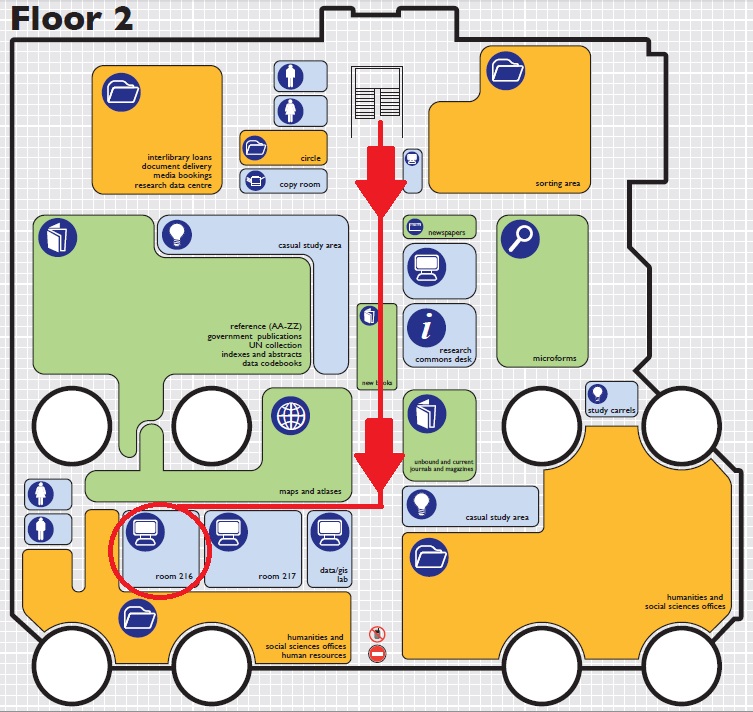 Floor 2
interlibrary loans
document delivery
media bookings
research data centre
circle
copy room
sorting area
casual study area
newspapers
reference (AA-ZZ)
government publications
UN collection
indexes and abstracts
data codebooks
i
research
commons desk
microforms
new books
study carrels
unbound and current
journals and magazines
maps and atlases
casual study area
room 216
room 217
data/gis
lab
humanities and
social sciences offices
humanities and
social sciences offices
human resources